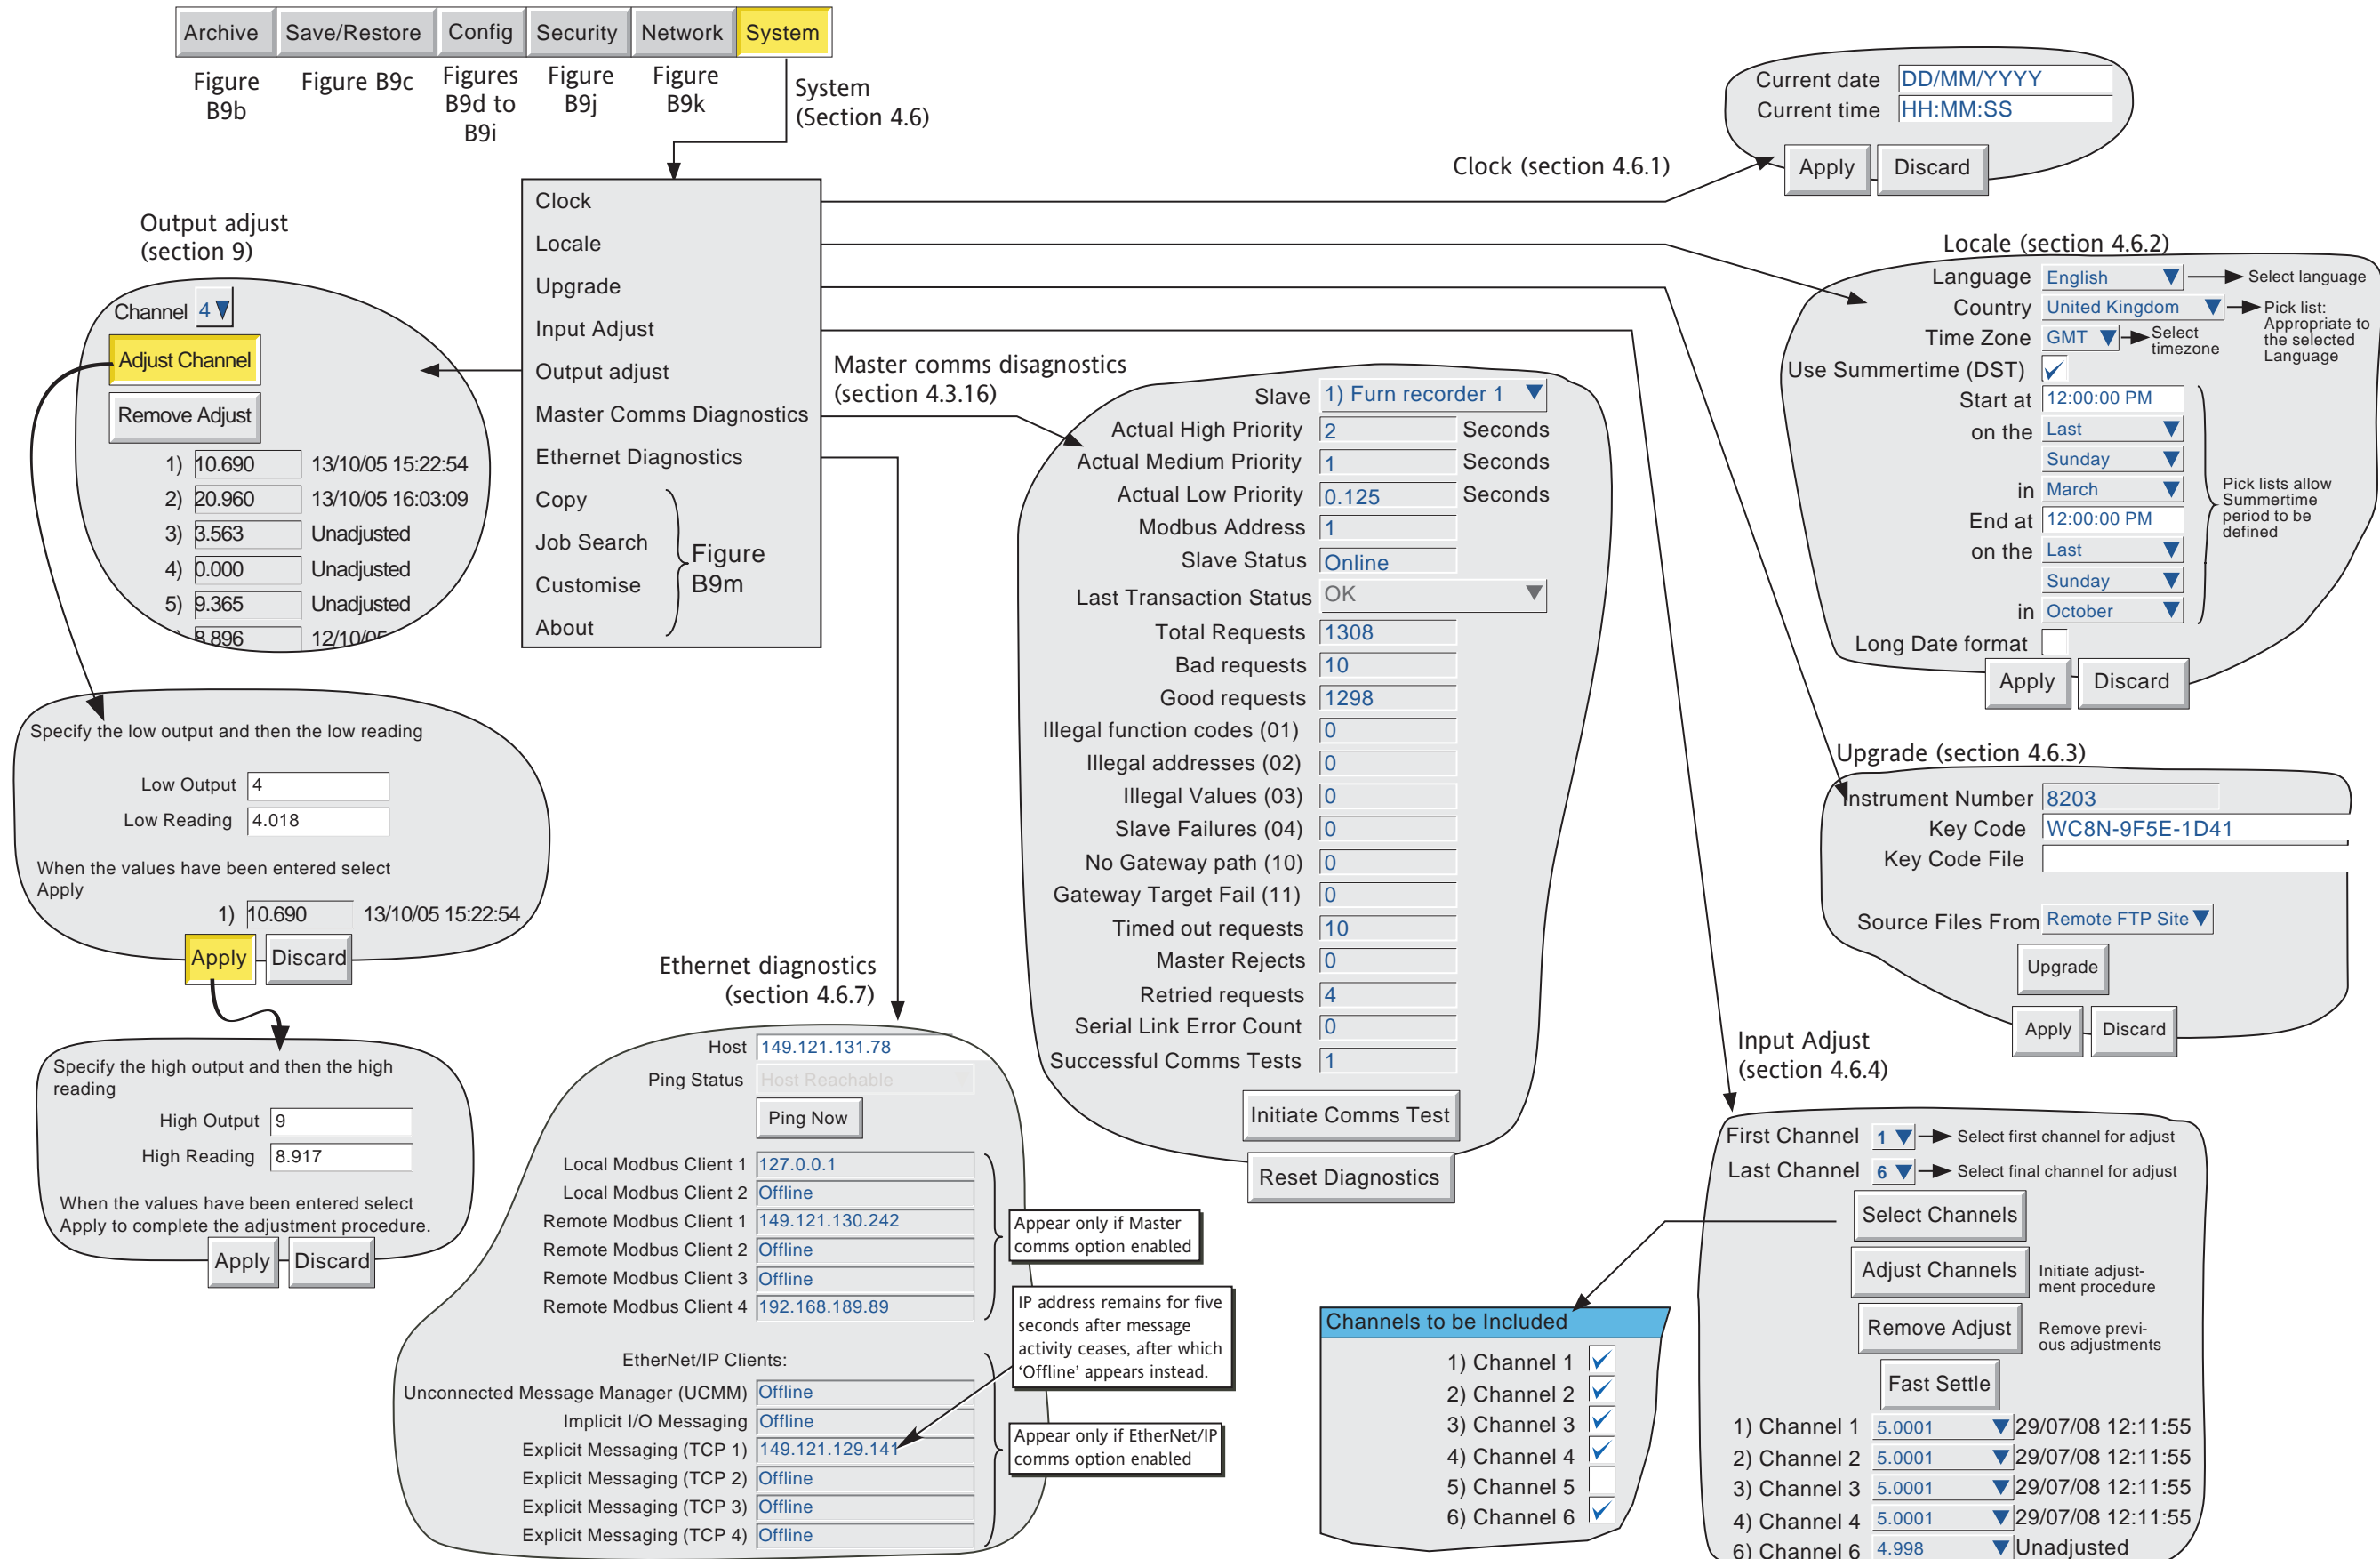 Archive Save/Restore Config Security Network System
Figure B9b
Figure B9c
Figures B9d to B9i
Figure B9j
Figure B9k
System
(Section 4.6)
Clock
Locale
Upgrade
Input Adjust
Output adjust
Master Comms Diagnostics
Ethernet Diagnostics
Copy
Job Search
Customise
About
Figure
B9m
Clock (section 4.6.1)
Current date DD/MM/YYYY
Current time HH:MM:SS
Apply Discard
Locale (section 4.6.2)
Language English Select language
Country United Kingdom Pick list:
Appropriate to
the selected
Language
Time Zone GMT Select
timezone
Use Summertime (DST)
Start at 12:00:00 PM
on the Last
Sunday
in March
End at 12:00:00 PM
on the Last
Sunday
in October
Pick lists allow
Summertime
period to be
defined
Long Date format
Apply Discard
Upgrade (section 4.6.3)
Instrument Number 8203
Key Code WC8N-9F5E-1D41
Key Code File
Source Files From Remote FTP Site
Upgrade
Apply Discard
Input Adjust
(section 4.6.4)
First Channel 1 Select first channel for adjust
Last Channel 6 Select final channel for adjust
Select Channels
Adjust Channels Initiate adjust-
ment procedure
Remove Adjust Remove previ-
ous adjustments
Fast Settle
1) Channel 1 5.0001 29/07/08 12:11:55
2) Channel 2 5.0001 29/07/08 12:11:55
3) Channel 3 5.0001 29/07/08 12:11:55
4) Channel 4 5.0001 29/07/08 12:11:55
6) Channel 6 4.998 Unadjusted
Channels to be Included
1) Channel 1
2) Channel 2
3) Channel 3
4) Channel 4
5) Channel 5
6) Channel 6
Output adjust
(section 9)
Channel 4
Adjust Channel
Remove Adjust
1) 10.690 13/10/05 15:22:54
2) 20.960 13/10/05 16:03:09
3) 3.563 Unadjusted
4) 0.000 Unadjusted
5) 9.365 Unadjusted
8.896 12/10/05
Specify the low output and then the low reading
Low Output 4
Low Reading 4.018
When the values have been entered select
Apply
1) 10.690 13/10/05 15:22:54
Apply Discard
Specify the high output and then the high
reading
High Output 9
High Reading 8.917
When the values have been entered select
Apply to complete the adjustment procedure.
Apply Discard
Master comms disagnostics
(section 4.3.16)
Slave 1) Furn recorder 1
Actual High Priority 2 Seconds
Actual Medium Priority 1 Seconds
Actual Low Priority 0.125 Seconds
Modbus Address 1
Slave Status Online
Last Transaction Status OK
Total Requests 1308
Bad requests 10
Good requests 1298
Illegal function codes (01) 0
Illegal addresses (02) 0
Illegal Values (03) 0
Slave Failures (04) 0
No Gateway path (10) 0
Gateway Target Fail (11) 0
Timed out requests 10
Master Rejects 0
Retried requests 4
Serial Link Error Count 0
Successful Comms Tests 1
Initiate Comms Test
Reset Diagnostics
Ethernet diagnostics
(section 4.6.7)
Host 149.121.131.78
Ping Status Host Reachable
Ping Now
Local Modbus Client 1 127.0.0.1
Local Modbus Client 2 Offline
Remote Modbus Client 1 149.121.130.242
Remote Modbus Client 2 Offline
Remote Modbus Client 3 Offline
Remote Modbus Client 4 192.168.189.89
Appear only if Master
comms option enabled
IP address remains for five
seconds after message
activity ceases, after which
‘Offline’ appears instead.
EtherNet/IP Clients:
Unconnected Message Manager (UCMM) Offline
Implicit I/O Messaging Offline
Explicit Messaging (TCP 1) 149.121.129.141
Explicit Messaging (TCP 2) Offline
Explicit Messaging (TCP 3) Offline
Explicit Messaging (TCP 4) Offline
Appear only if EtherNet/IP
comms option enabled